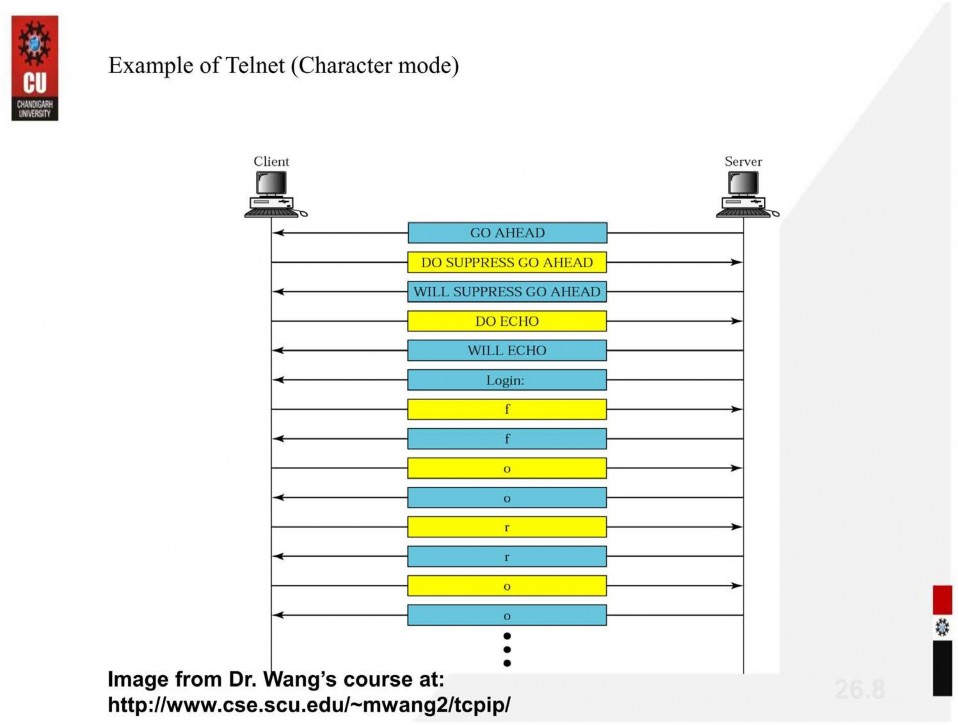 CU
CHANDIGARH
UNIVERSITY
Example of Telnet (Character mode)
Client
Server
GO AHEAD
DO SUPPRESS GO AHEAD
WILL SUPPRESS GO AHEAD
DO ECHO
WILL ECHO
Login:
f
f
o
o
r
r
o
o
Image from Dr. Wang’s course at:
http://www.cse.scu.edu/~mwang2/tcpip/
26.8